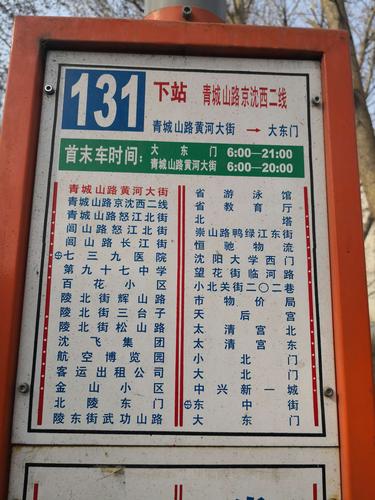 131 下站 青城山路京沈西二线
青城山路黄河大街 → 大东门
首末车时间：
大东门 6:00—21:00
青城山路黄河大街 6:00—20:00
青城山路黄河大街
青城山路京沈西二线
青城山路怒江北街
闾山路怒江北街
闾山路长江街
七三九医院
第九十七中学
百花小区
陵北街辉山路
陵北街三台子
陵北街松山路
沈飞集团
航空博览园
客运出租公司
金山小区
北陵东门
陵东街武功山路
省游泳馆
省教育厅
北塔
崇山路鸭绿江东街
恒驰物流
沈阳大学西门
望花街临河路
小北关街二〇二巷
市物价局
天后宫
太清宫北
太清宫东
小北门
大北门
中兴新一城
东中街
大东门